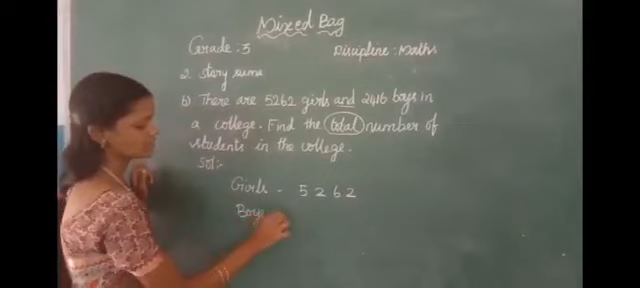 Mixed Bag
Grade : 3 Discipline : Maths
2. Story sums
b) There are 5262 girls and 2416 boys in
a college. Find the total number of
students in the college.
Sol:-
Girls - 5262
Boys